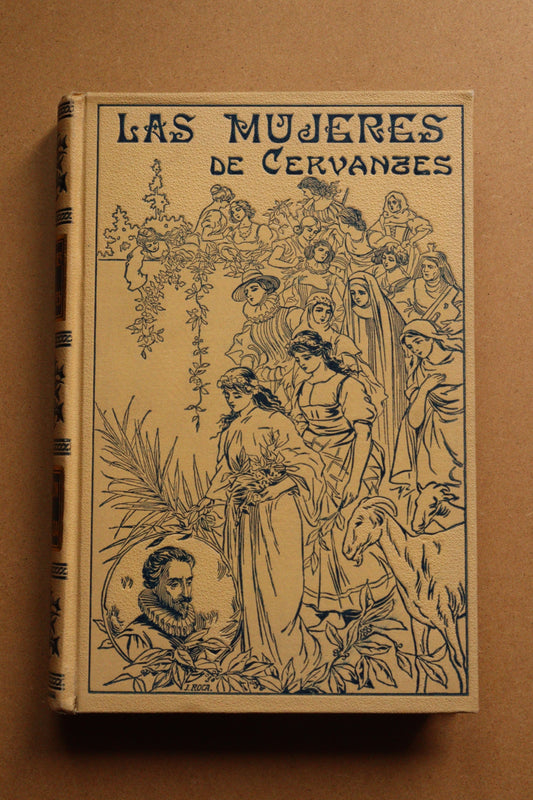 LAS MUJERES
DE CERVANTES
J. ROCA.